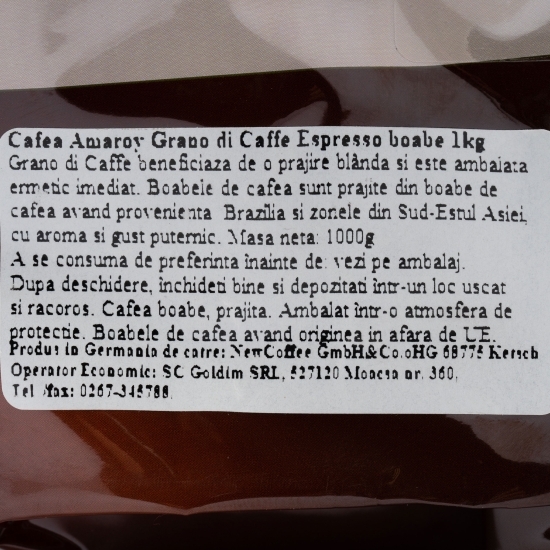 Cafea Amaroy Grano di Caffe Espresso boabe 1kg
Grano di Caffe beneficiaza de o prajire blânda si este ambalata
ermetic imediat. Boabele de cafea sunt prajite din boabe de
cafea avand provenienta Brazilia si zonele din Sud-Estul Asiei,
cu aroma si gust puternic. Masa neta: 1000g
A se consuma de preferinta înainte de: vezi pe ambalaj.
Dupa deschidere, închideti bine si depozitati într-un loc uscat
si racoros. Cafea boabe, prajita. Ambalat într-o atmosfera de
protectie. Boabele de cafea avand originea in afara de UE.
Produs in Germania de catre: NewCoffee GmbH&Co.oHG 68775 Ketsch
Operator Economic: SC Goldim SRL, 527120 Moacsa nr. 360,
Tel /fax: 0267-345788